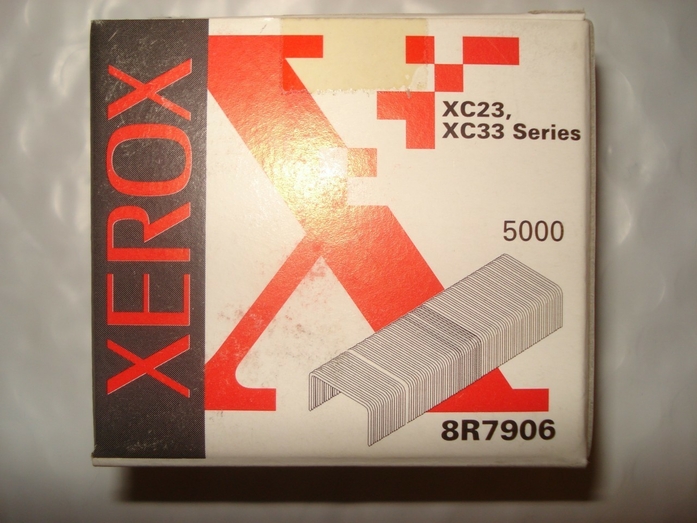 XEROX
XC23,
XC33 Series
5000
8R7906